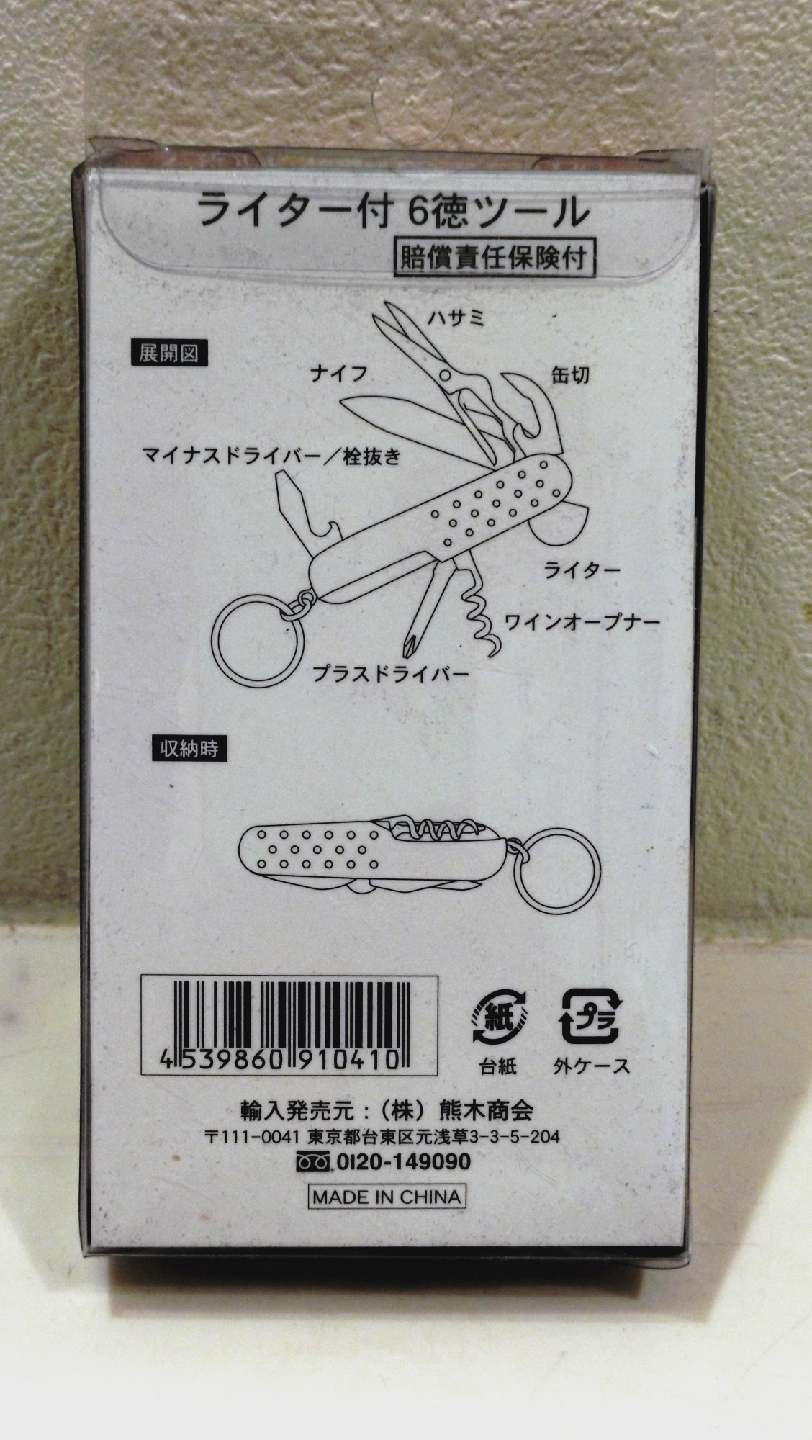 ライター付 6徳ツール
賠償責任保険付
ハサミ
展開図
ナイフ
缶切
マイナスドライバー／栓抜き
ライター
ワインオープナー
プラスドライバー
収納時
4 539860 910410
紙
プラ
台紙
外ケース
輸入発売元：（株）熊木商会
〒111-0041 東京都台東区元浅草3-3-5-204
0120-149090
MADE IN CHINA